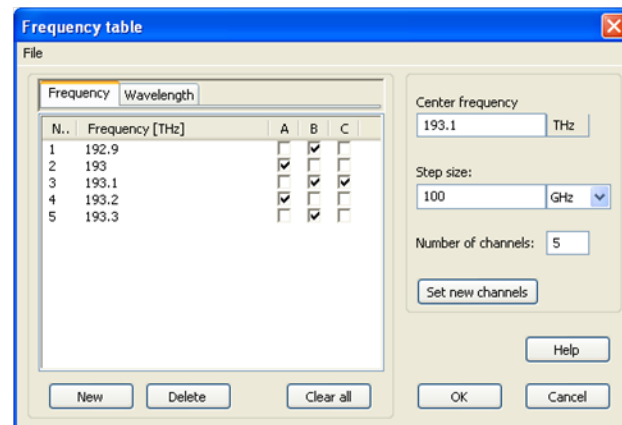 Frequency table
File
Frequency Wavelength
N.. Frequency [THz] A B C
1 192.9
2 193
3 193.1
4 193.2
5 193.3
New Delete Clear all
Center frequency
193.1 THz
Step size:
100 GHz
Number of channels: 5
Set new channels
Help
OK Cancel